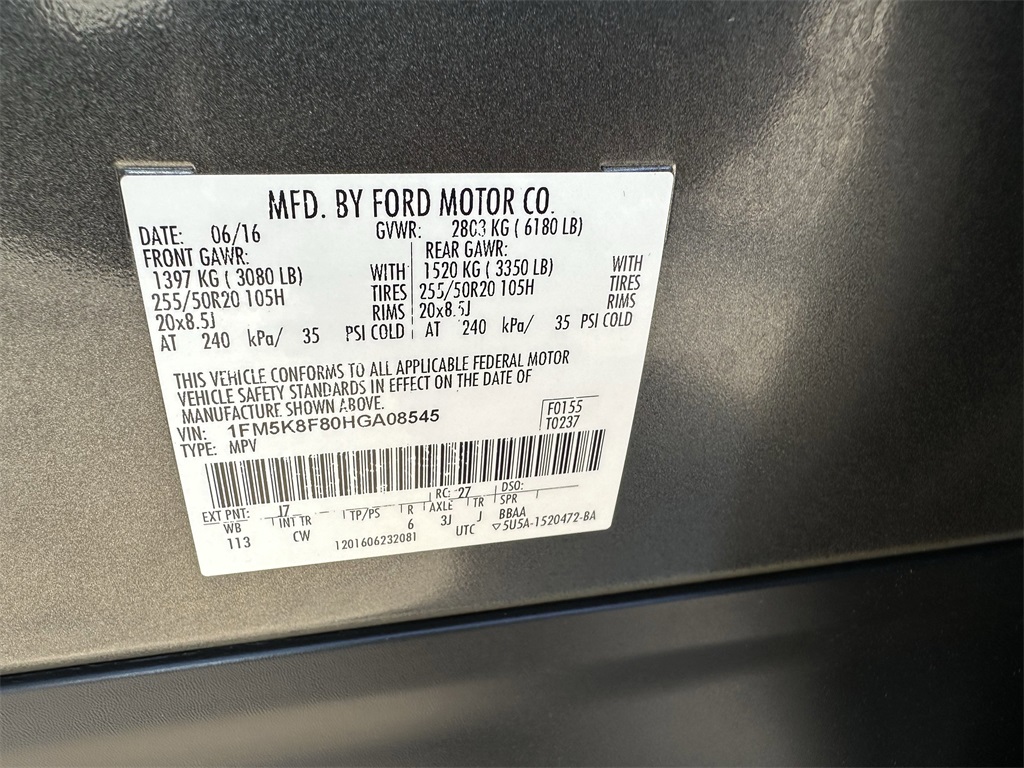 MFD. BY FORD MOTOR CO.
DATE: 06/16 GVWR: 2803 KG ( 6180 LB)
FRONT GAWR: REAR GAWR:
1397 KG ( 3080 LB) WITH 1520 KG ( 3350 LB) WITH
255/50R20 105H TIRES 255/50R20 105H TIRES
20x8.5J RIMS 20x8.5J RIMS
AT 240 kPa/ 35 PSI COLD AT 240 kPa/ 35 PSI COLD
THIS VEHICLE CONFORMS TO ALL APPLICABLE FEDERAL MOTOR
VEHICLE SAFETY STANDARDS IN EFFECT ON THE DATE OF
MANUFACTURE SHOWN ABOVE.
VIN: 1FM5K8F80HGA08545 F0155
TYPE: MPV T0237
EXT PNT: J7 RC: 27 DSO:
WB INT TR TP/PS R AXLE TR SPR
113 CW 6 3J J BBAA
1201606232081 UTC ▽5U5A-1520472-BA